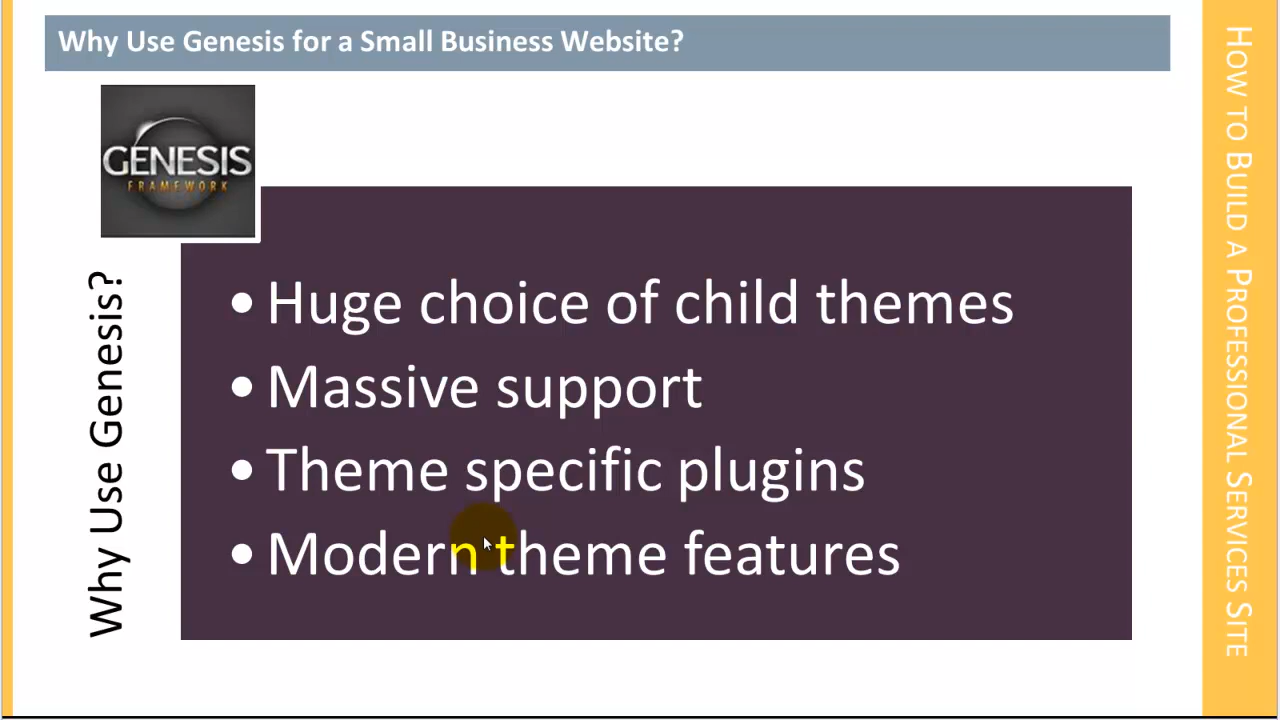 Why Use Genesis for a Small Business Website?
GENESIS
FRAMEWORK
Why Use Genesis?
• Huge choice of child themes
• Massive support
• Theme specific plugins
• Modern theme features
HOW TO BUILD A PROFESSIONAL SERVICES SITE